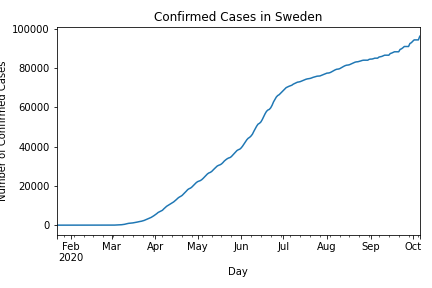 Confirmed Cases in Sweden
100000
80000
60000
40000
20000
0
Number of Confirmed Cases
Feb Mar Apr May Jun Jul Aug Sep Oct
2020
Day